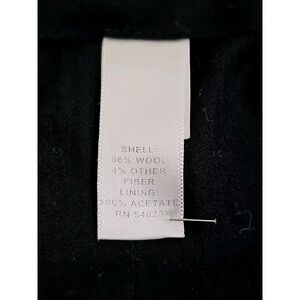 SHELL:
96% WOOL
4% OTHER
FIBER
LINING:
100% ACETATE
RN 54023